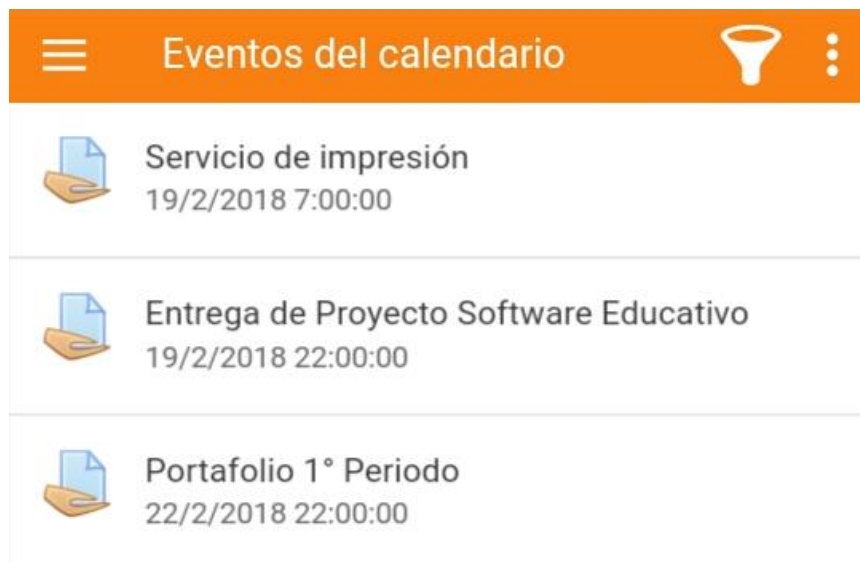 Eventos del calendario
Servicio de impresión
19/2/2018 7:00:00
Entrega de Proyecto Software Educativo
19/2/2018 22:00:00
Portafolio 1° Periodo
22/2/2018 22:00:00